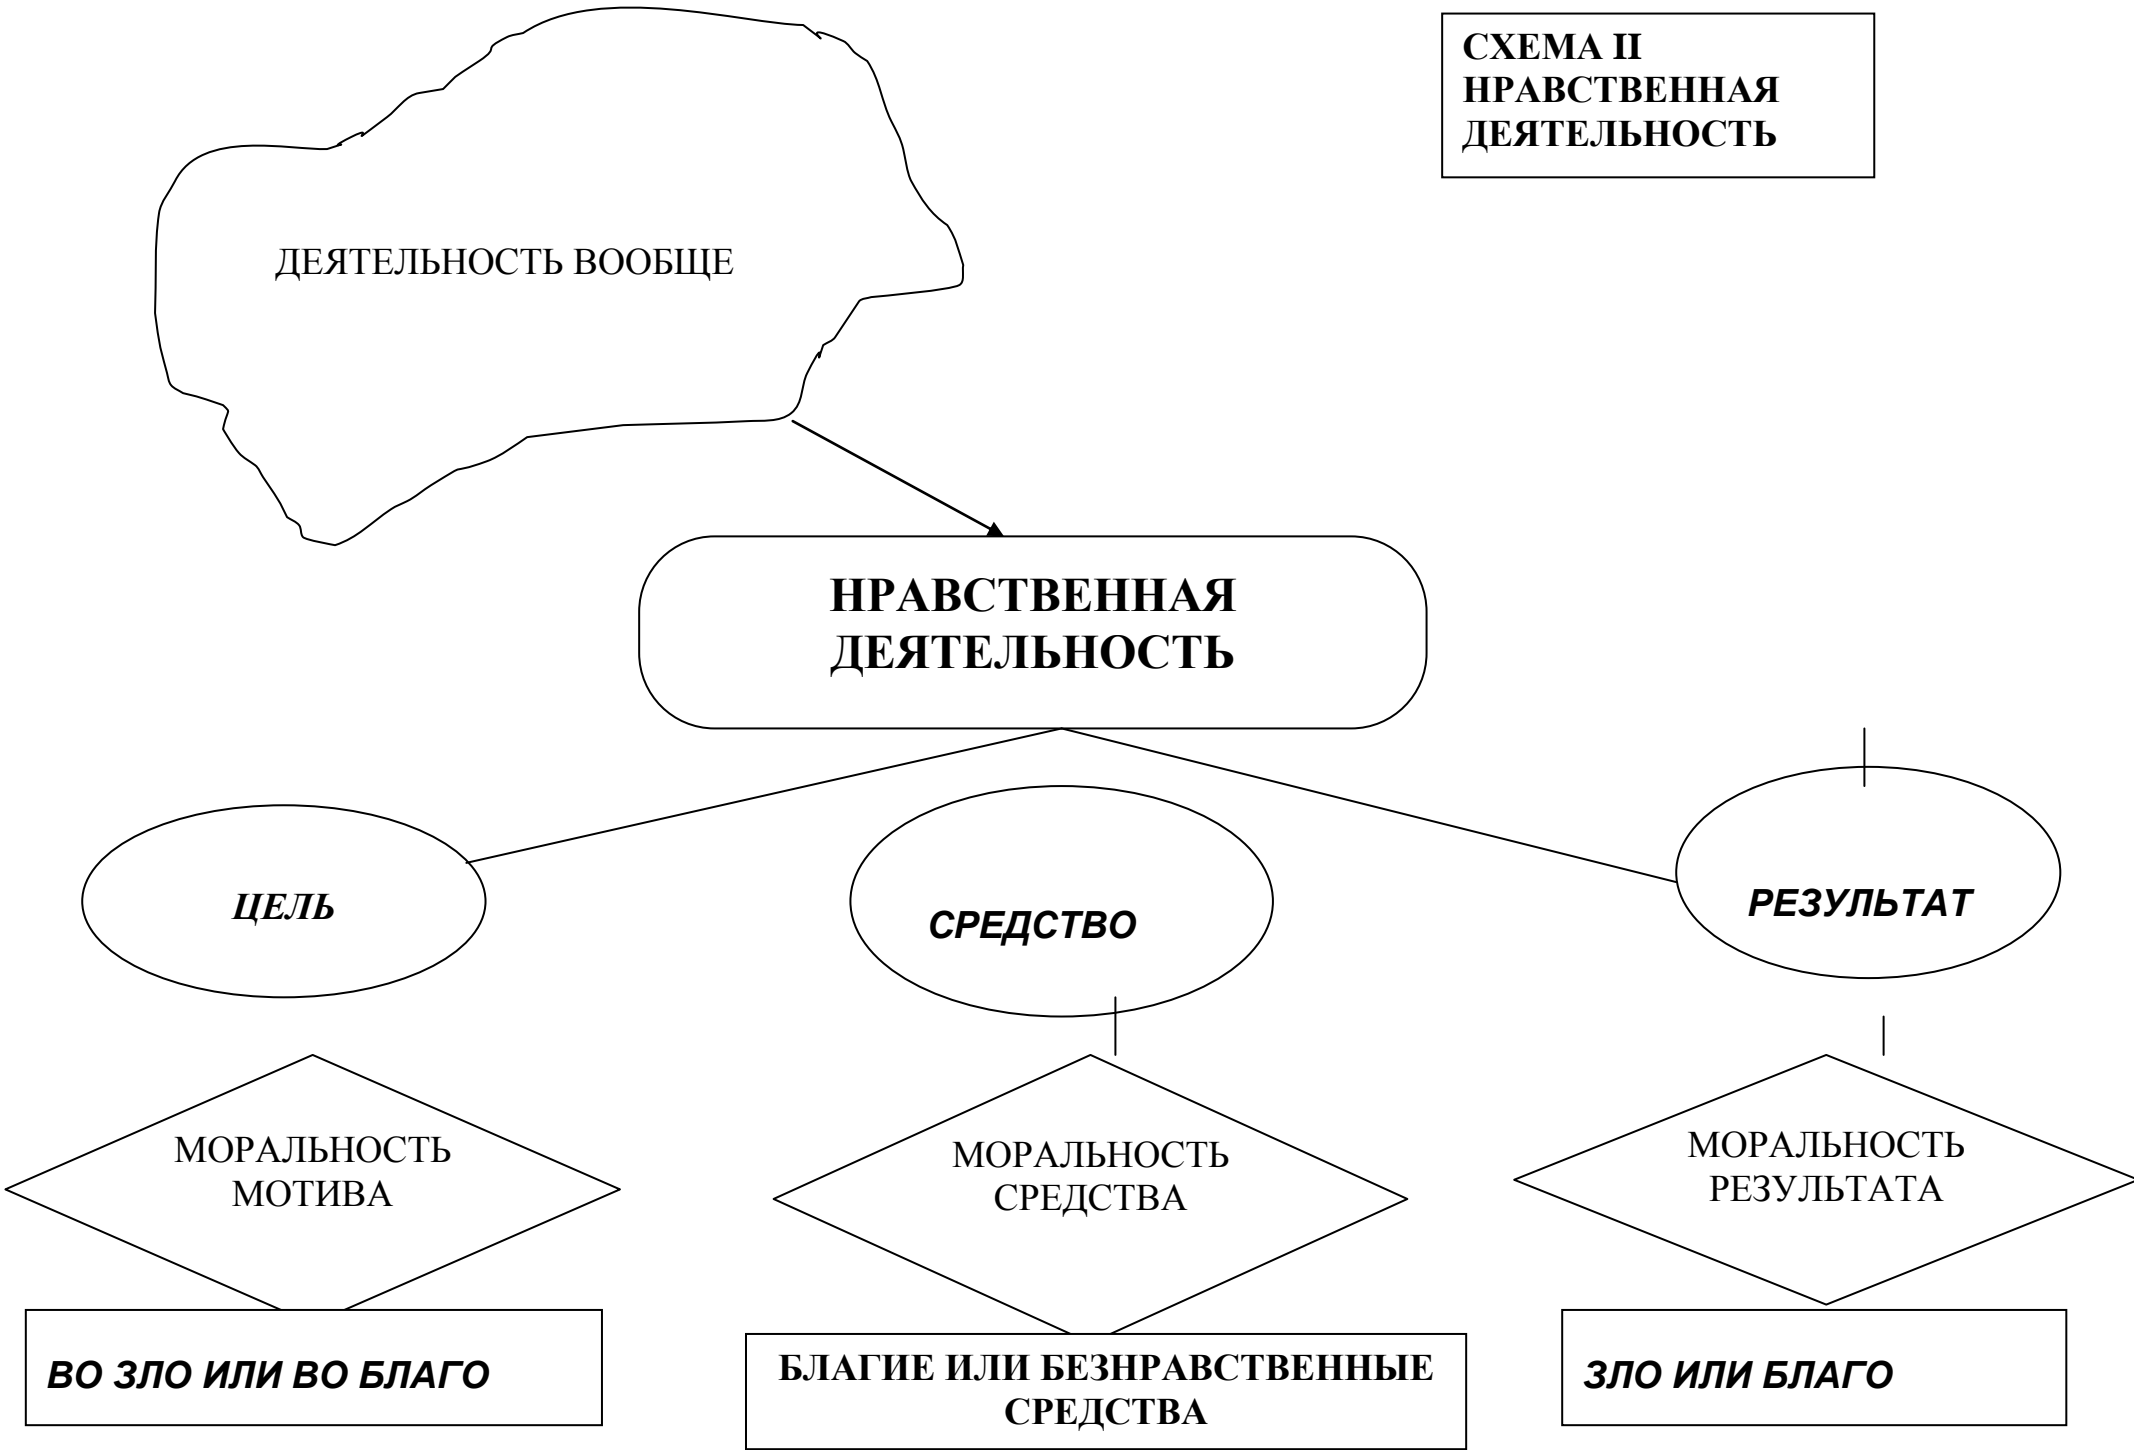 СХЕМА II
НРАВСТВЕННАЯ
ДЕЯТЕЛЬНОСТЬ
ДЕЯТЕЛЬНОСТЬ ВООБЩЕ
НРАВСТВЕННАЯ
ДЕЯТЕЛЬНОСТЬ
ЦЕЛЬ
СРЕДСТВО
РЕЗУЛЬТАТ
МОРАЛЬНОСТЬ
МОТИВА
МОРАЛЬНОСТЬ
СРЕДСТВА
МОРАЛЬНОСТЬ
РЕЗУЛЬТАТА
ВО ЗЛО ИЛИ ВО БЛАГО
БЛАГИЕ ИЛИ БЕЗНРАВСТВЕННЫЕ
СРЕДСТВА
ЗЛО ИЛИ БЛАГО